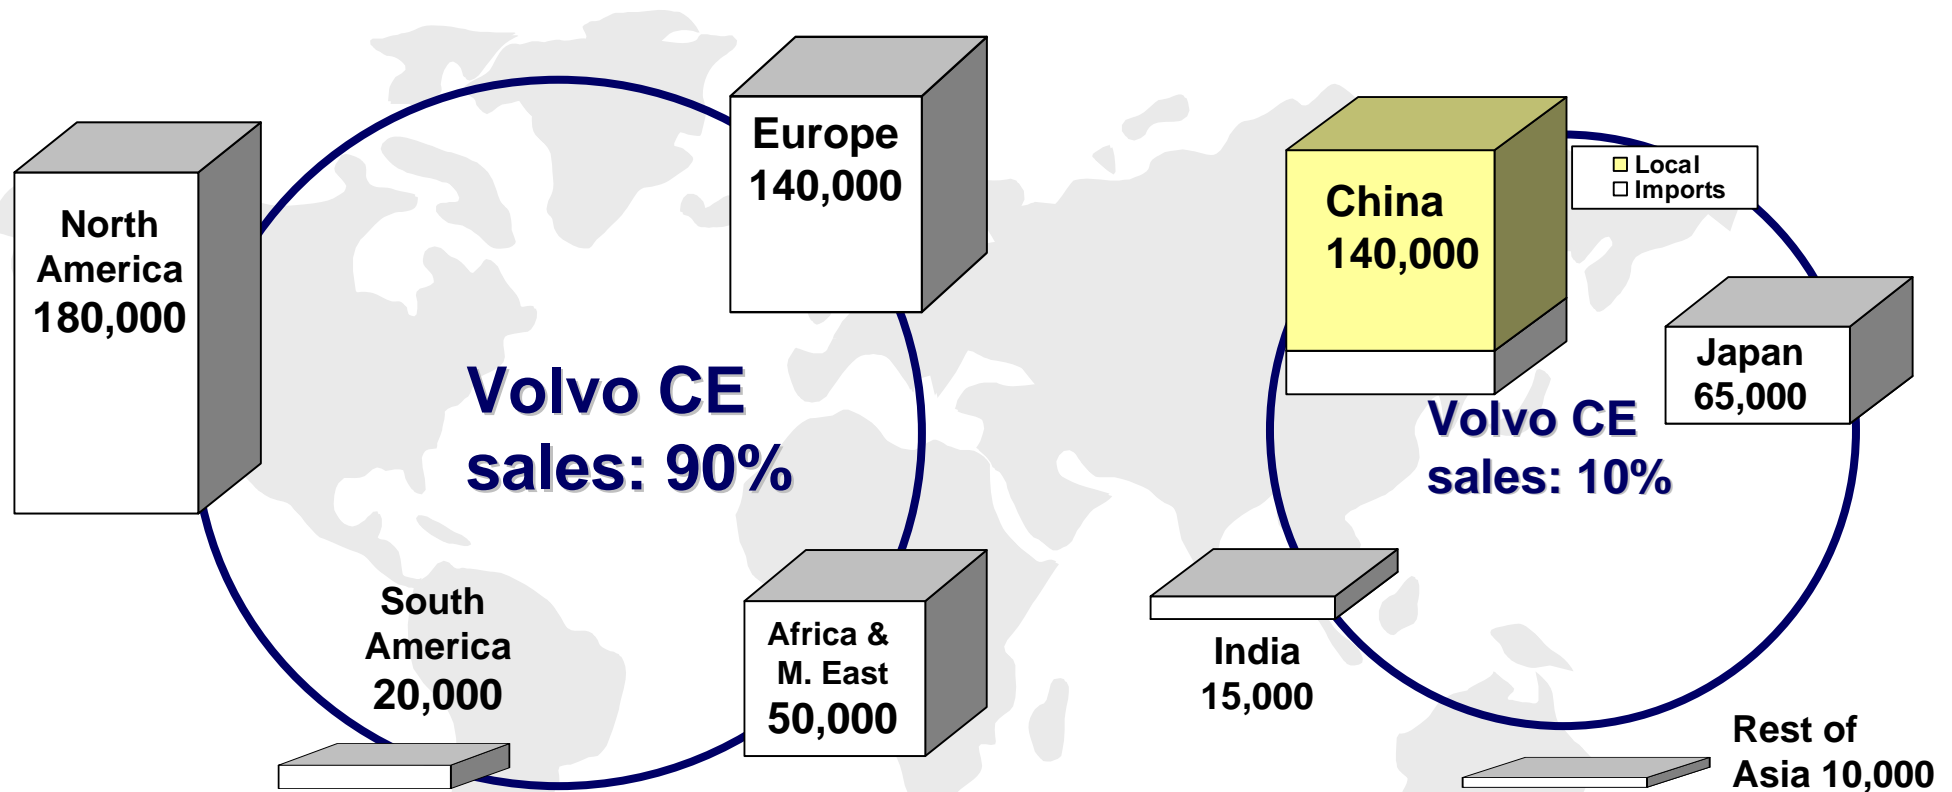 North
America
180,000
Europe
140,000
Volvo CE
sales: 90%
South
America
20,000
Africa &
M. East
50,000
China
140,000
Local
Imports
Japan
65,000
Volvo CE
sales: 10%
India
15,000
Rest of
Asia 10,000